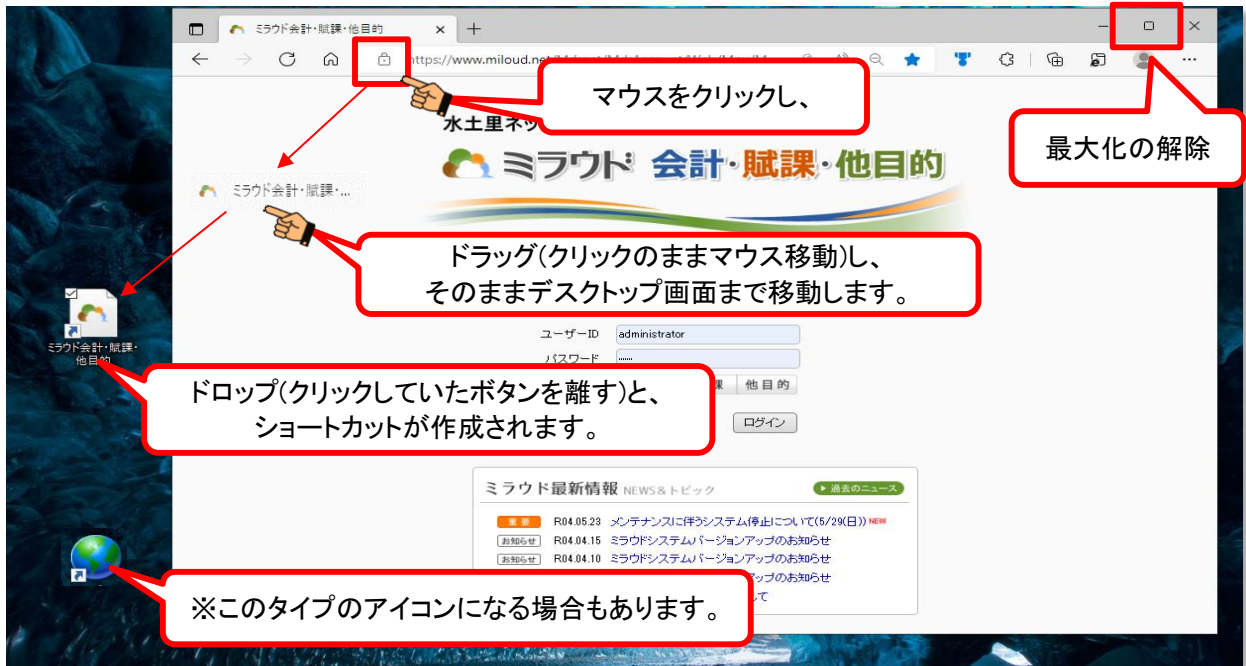 ミラウド会計・賦課・他目的
https://www.miloud.net
マウスをクリックし、
最大化の解除
水土里ネッ
ミラウド 会計・賦課・他目的
ミラウド会計・賦課・...
ドラッグ(クリックのままマウス移動)し、
そのままデスクトップ画面まで移動します。
ユーザーID administrator
パスワード ......
ミラウド会計・賦課・
他目的
課 他目的
ドロップ(クリックしていたボタンを離す)と、
ショートカットが作成されます。
ログイン
ミラウド最新情報 NEWS&トピック 過去のニュース
重要 R04.05.23 メンテナンスに伴うシステム停止について(5/29(日)) NEW
お知らせ R04.04.15 ミラウドシステムバージョンアップのお知らせ
お知らせ R04.04.10 ミラウドシステムバージョンアップのお知らせ
アップのお知らせ
して
※このタイプのアイコンになる場合もあります。